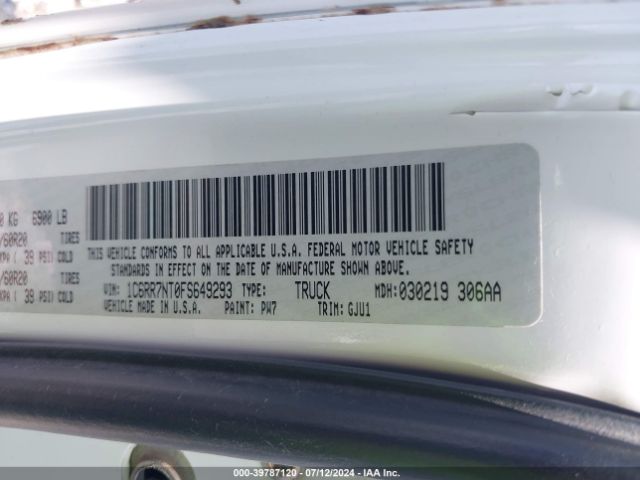 0 KG 6900 LB
/60R20 TIRES
KPA ( 39 PSI) COLD
/60R20 TIRES
KPA ( 39 PSI) COLD
THIS VEHICLE CONFORMS TO ALL APPLICABLE U.S.A. FEDERAL MOTOR VEHICLE SAFETY
STANDARDS IN EFFECT ON THE DATE OF MANUFACTURE SHOWN ABOVE.
VIN: 1C6RR7NT0FS649293 TYPE: TRUCK MDH:030219 306AA
VEHICLE MADE IN U.S.A. PAINT: PW7 TRIM: GJU1
000-39787120 - 07/12/2024 - IAA Inc.